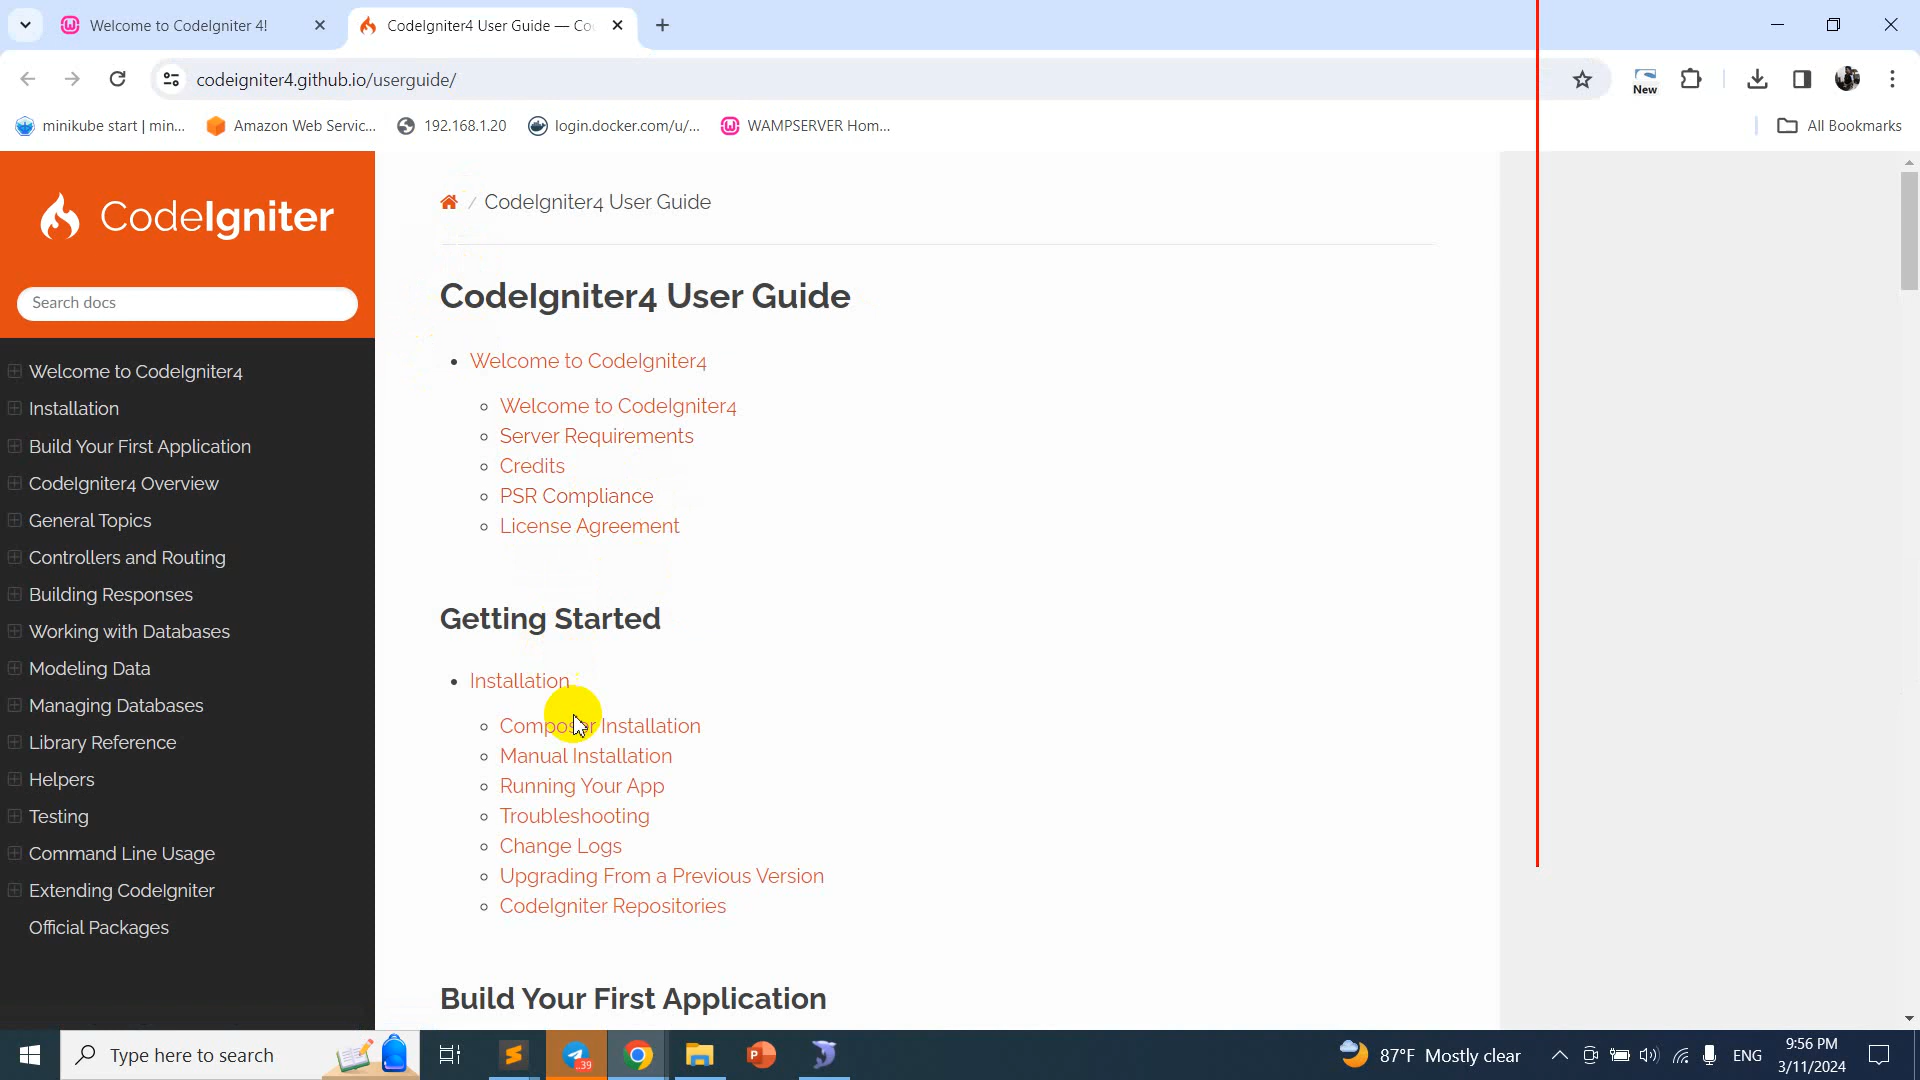 Welcome to CodeIgniter 4!
CodeIgniter4 User Guide — Co
codeigniter4.github.io/userguide/
New
minikube start | min...
Amazon Web Servic...
192.168.1.20
login.docker.com/u/...
WAMPSERVER Hom...
All Bookmarks
CodeIgniter
Search docs
Welcome to CodeIgniter4
Installation
Build Your First Application
CodeIgniter4 Overview
General Topics
Controllers and Routing
Building Responses
Working with Databases
Modeling Data
Managing Databases
Library Reference
Helpers
Testing
Command Line Usage
Extending CodeIgniter
Official Packages
/ CodeIgniter4 User Guide
CodeIgniter4 User Guide
Welcome to CodeIgniter4
Welcome to CodeIgniter4
Server Requirements
Credits
PSR Compliance
License Agreement
Getting Started
Installation
Composer Installation
Manual Installation
Running Your App
Troubleshooting
Change Logs
Upgrading From a Previous Version
CodeIgniter Repositories
Build Your First Application
Type here to search
..39
87°F Mostly clear
ENG
9:56 PM
3/11/2024